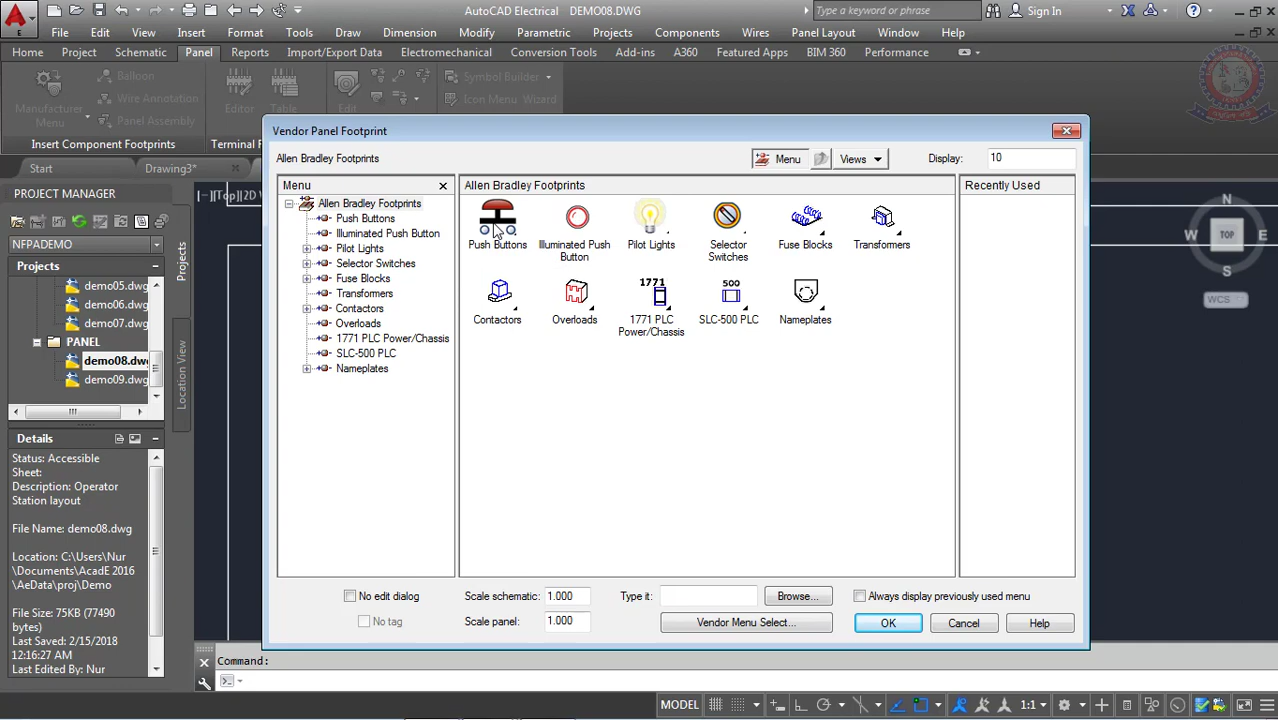 AutoCAD Electrical DEMO08.DWG
Type a keyword or phrase
Sign In
File Edit View Insert Format Tools Draw Dimension Modify Parametric Projects Components Wires Panel Layout Window Help
Home Project Schematic Panel Reports Import/Export Data Electromechanical Conversion Tools Add-ins A360 Featured Apps BIM 360 Performance
Manufacturer
Menu
Balloon
Wire Annotation
Panel Assembly
Editor
Table
Edit
Symbol Builder
Icon Menu Wizard
Insert Component Footprints
Terminal F
Start
Drawing3*
PROJECT MANAGER
NFPADEMO
Projects
demo05.dwg
demo06.dwg
demo07.dwg
PANEL
demo08.dwg
demo09.dwg
Projects
Location View
Details
Status: Accessible
Sheet:
Description: Operator
Station layout
File Name: demo08.dwg
Location: C:\Users\Nur
\Documents\AcadE 2016
\AeData\proj\Demo
File Size: 75KB (77490
bytes)
Last Saved: 2/15/2018
12:16:27 AM
Last Edited By: Nur
[−][Top][2D
Vendor Panel Footprint
Allen Bradley Footprints
Menu
Views
Display:
10
Menu
Allen Bradley Footprints
Push Buttons
Illuminated Push Button
Pilot Lights
Selector Switches
Fuse Blocks
Transformers
Contactors
Overloads
1771 PLC Power/Chassis
SLC-500 PLC
Nameplates
Allen Bradley Footprints
Push Buttons
Illuminated Push
Button
Pilot Lights
Selector
Switches
Fuse Blocks
Transformers
Contactors
Overloads
1771
1771 PLC
Power/Chassis
500
SLC-500 PLC
Nameplates
Recently Used
No edit dialog
No tag
Scale schematic: 1.000
Scale panel: 1.000
Type it:
Browse...
Vendor Menu Select...
Always display previously used menu
OK
Cancel
Help
N
W TOP E
S
WCS
Command:
MODEL
1:1